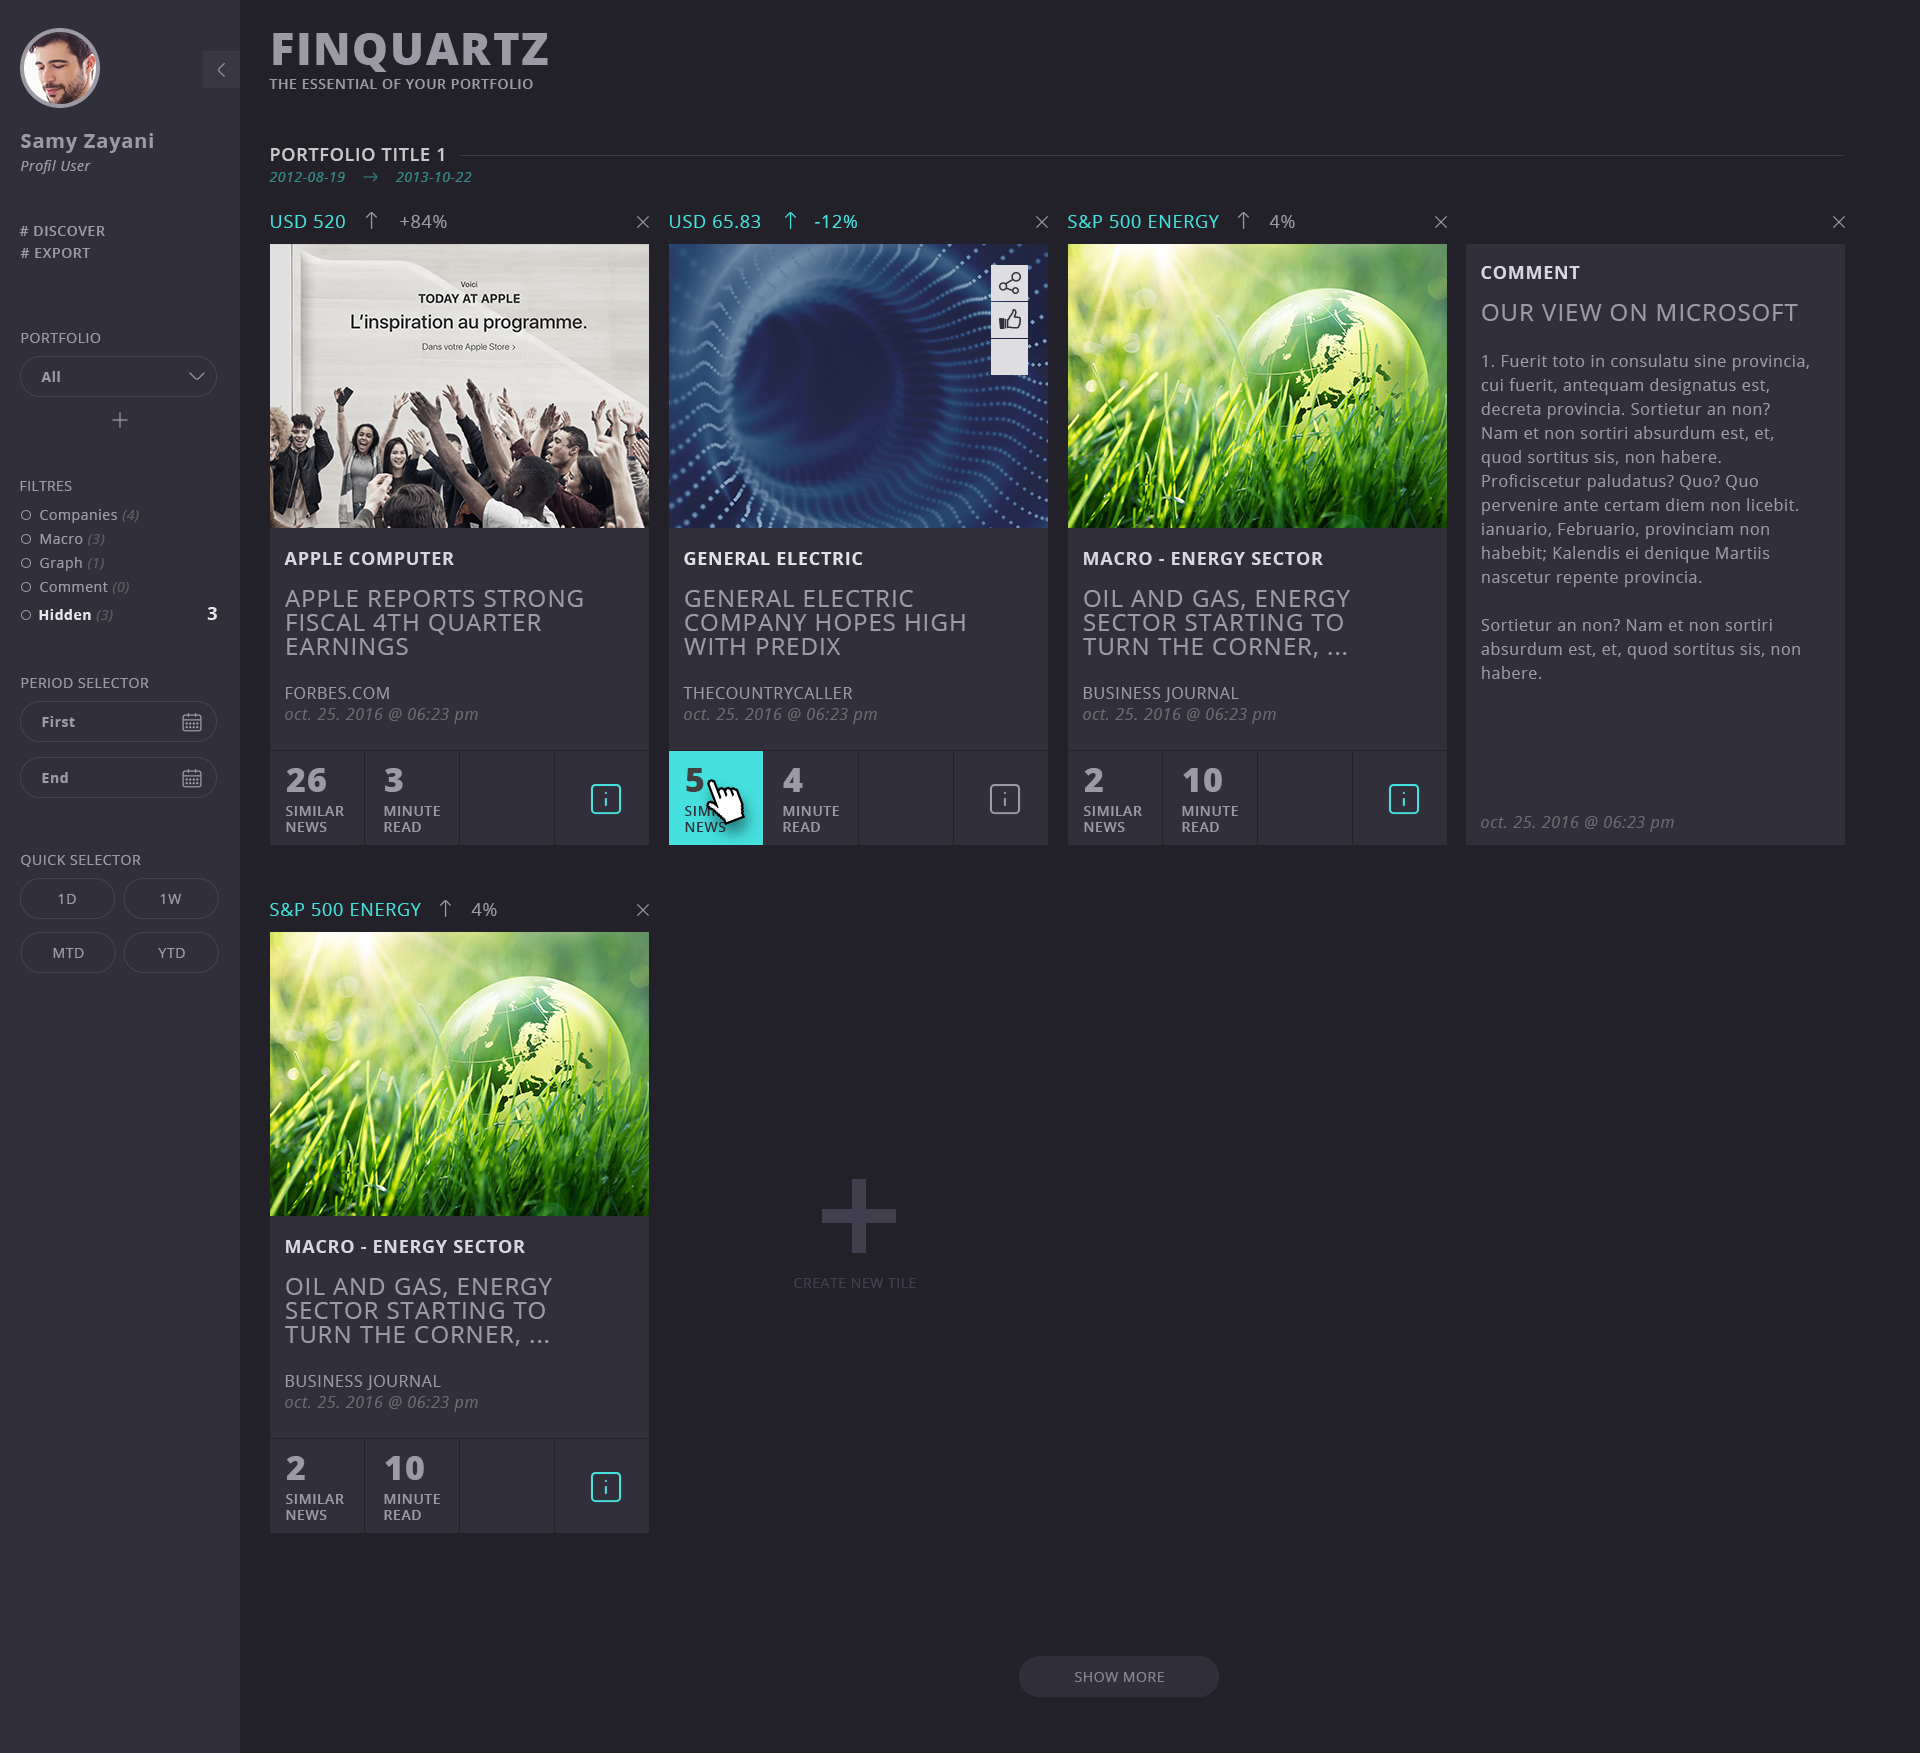 Samy Zayani
Profil User
# DISCOVER
# EXPORT
PORTFOLIO
All
FILTRES
Companies (4)
Macro (3)
Graph (1)
Comment (0)
Hidden (3) 3
PERIOD SELECTOR
First
End
QUICK SELECTOR
1D 1W
MTD YTD
FINQUARTZ
THE ESSENTIAL OF YOUR PORTFOLIO
PORTFOLIO TITLE 1
2012-08-19 → 2013-10-22
USD 520 ↑ +84%
Voici
TODAY AT APPLE
L'inspiration au programme.
Dans votre Apple Store ›
APPLE COMPUTER
APPLE REPORTS STRONG
FISCAL 4TH QUARTER
EARNINGS
FORBES.COM
oct. 25. 2016 @ 06:23 pm
26 SIMILAR NEWS
3 MINUTE READ
USD 65.83 ↑ -12%
GENERAL ELECTRIC
GENERAL ELECTRIC
COMPANY HOPES HIGH
WITH PREDIX
THECOUNTRYCALLER
oct. 25. 2016 @ 06:23 pm
5 NEWS
4 MINUTE READ
S&P 500 ENERGY ↑ 4%
MACRO - ENERGY SECTOR
OIL AND GAS, ENERGY
SECTOR STARTING TO
TURN THE CORNER, ...
BUSINESS JOURNAL
oct. 25. 2016 @ 06:23 pm
2 SIMILAR NEWS
10 MINUTE READ
COMMENT
OUR VIEW ON MICROSOFT
1. Fuerit toto in consulatu sine provincia,
cui fuerit, antequam designatus est,
decreta provincia. Sortietur an non?
Nam et non sortiri absurdum est, et,
quod sortitus sis, non habere.
Proficiscetur paludatus? Quo? Quo
pervenire ante certam diem non licebit.
ianuario, Februario, provinciam non
habebit; Kalendis ei denique Martiis
nascetur repente provincia.
Sortietur an non? Nam et non sortiri
absurdum est, et, quod sortitus sis, non
habere.
oct. 25. 2016 @ 06:23 pm
S&P 500 ENERGY ↑ 4%
MACRO - ENERGY SECTOR
OIL AND GAS, ENERGY
SECTOR STARTING TO
TURN THE CORNER, ...
BUSINESS JOURNAL
oct. 25. 2016 @ 06:23 pm
2 SIMILAR NEWS
10 MINUTE READ
CREATE NEW TILE
SHOW MORE